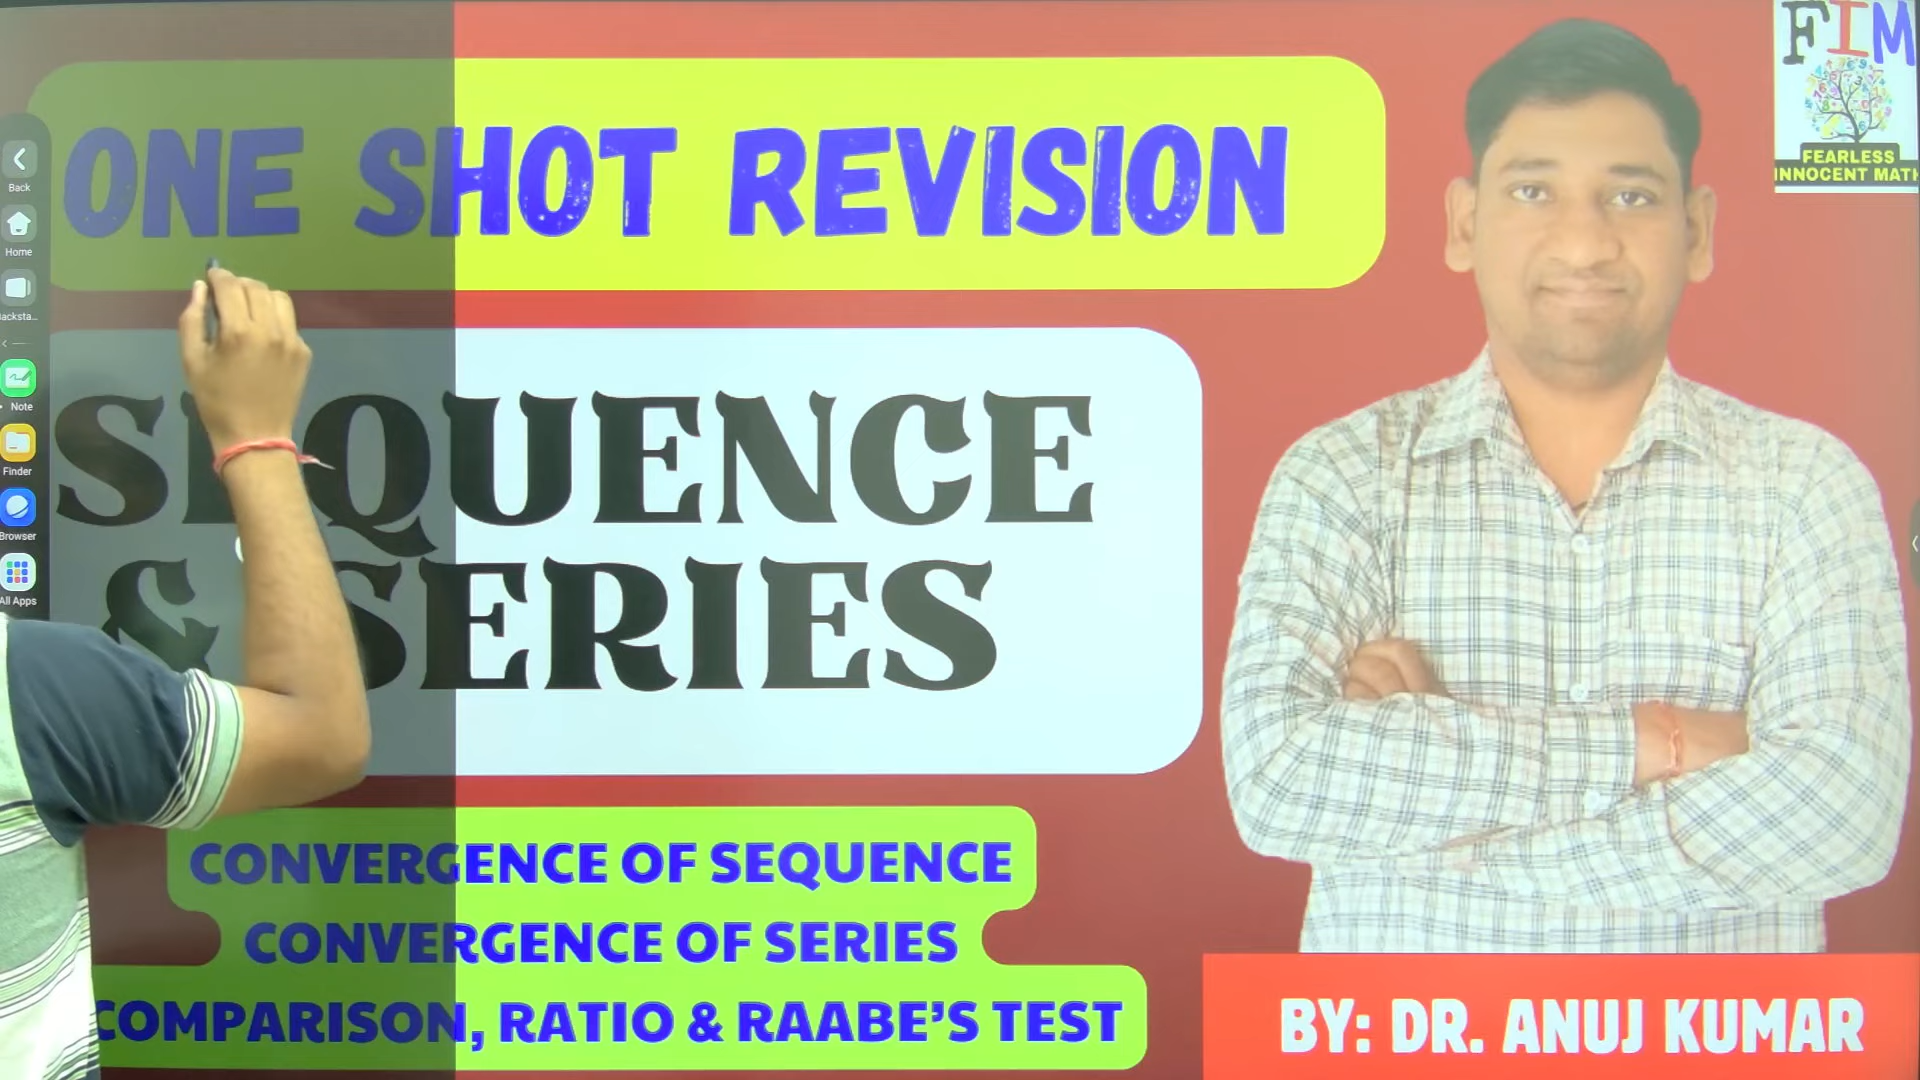 ONE SHOT REVISION
SEQUENCE
& SERIES
CONVERGENCE OF SEQUENCE
CONVERGENCE OF SERIES
COMPARISON, RATIO & RAABE'S TEST
BY: DR. ANUJ KUMAR
FIM
FEARLESS
INNOCENT MATH
Back
Home
Note
Finder
Browser
All Apps